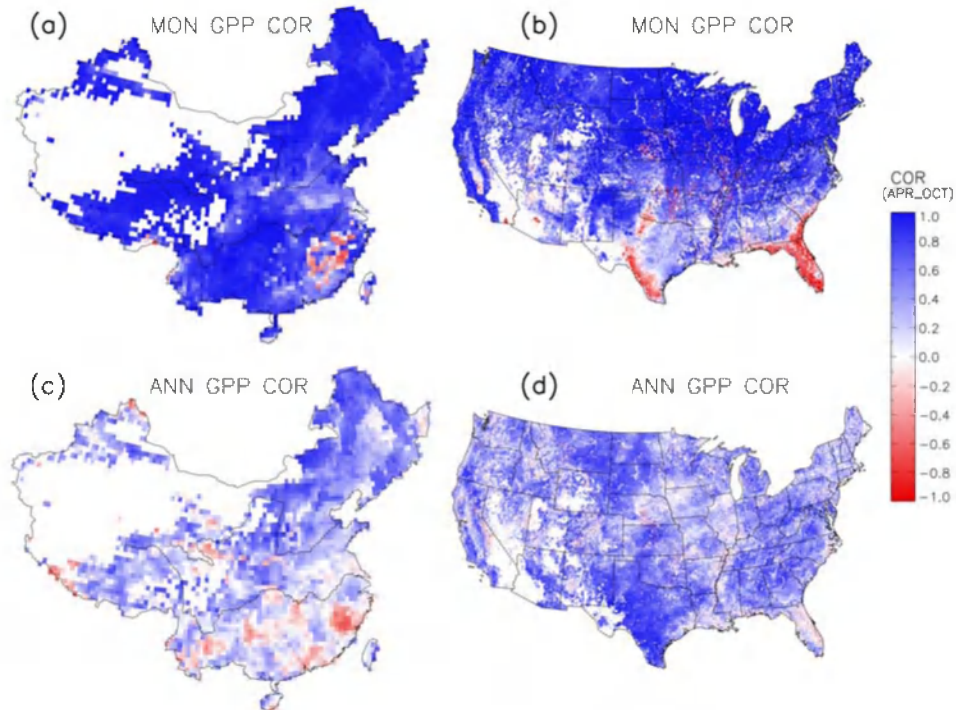 (a) MON GPP COR
(b) MON GPP COR
COR
(APR_OCT)
1.0
0.8
0.6
0.4
0.2
0.0
-0.2
-0.4
-0.6
-0.8
-1.0
(c) ANN GPP COR
(d) ANN GPP COR